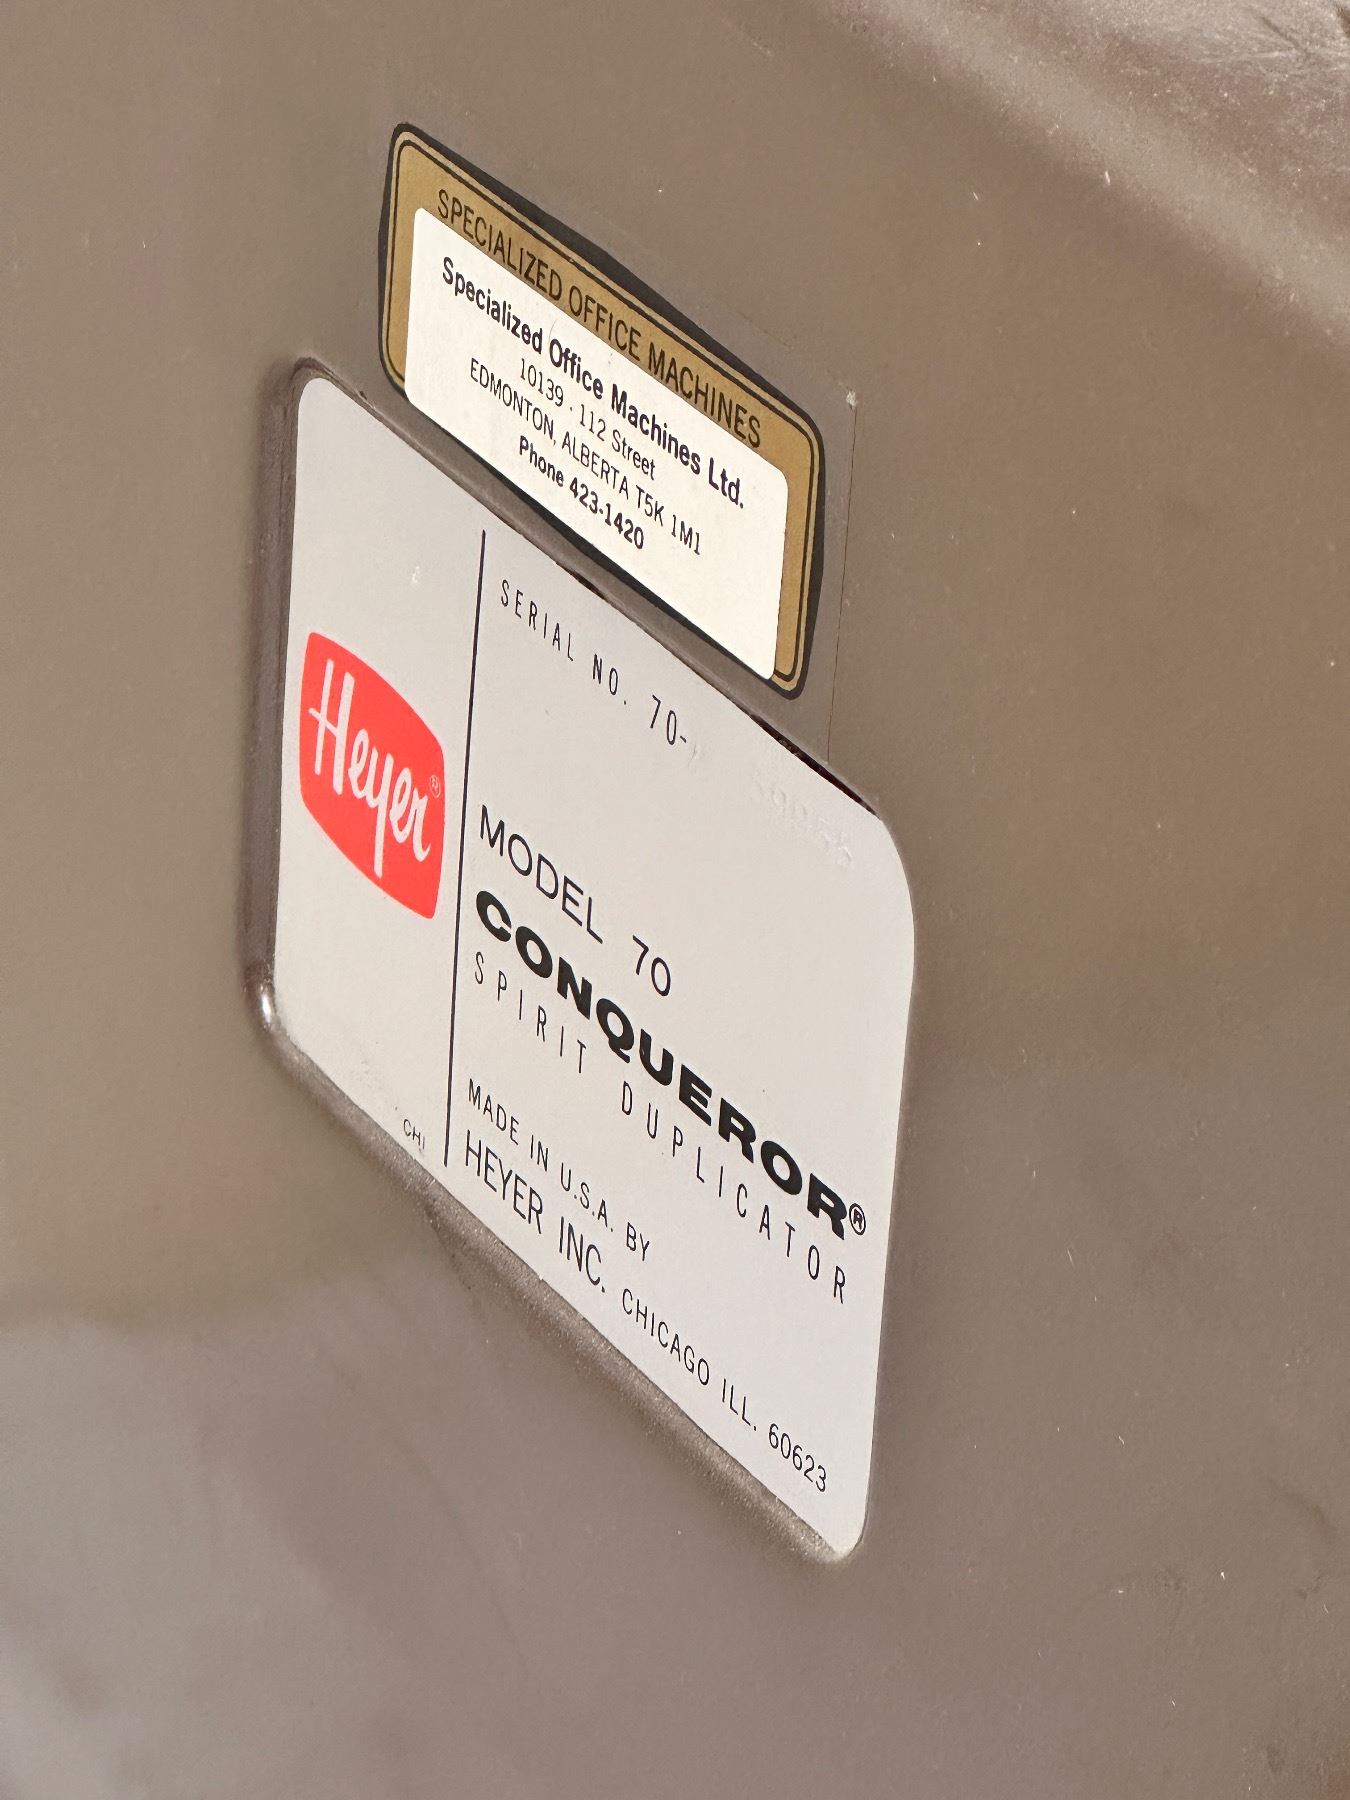 SPECIALIZED OFFICE MACHINES
Specialized Office Machines Ltd.
10139 - 112 Street
EDMONTON, ALBERTA T5K 1M1
Phone 423-1420
Heyer®
SERIAL NO. 70-
MODEL 70
CONQUEROR®
SPIRIT DUPLICATOR
MADE IN U.S.A. BY
HEYER INC. CHICAGO ILL. 60623
CHI